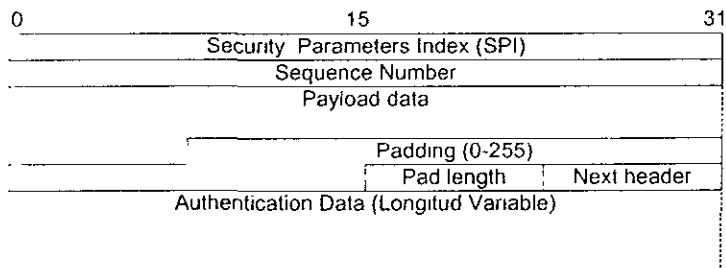 0 15 31
Security Parameters Index (SPI)
Sequence Number
Payload data
Padding (0-255)
Pad length Next header
Authentication Data (Longitud Variable)